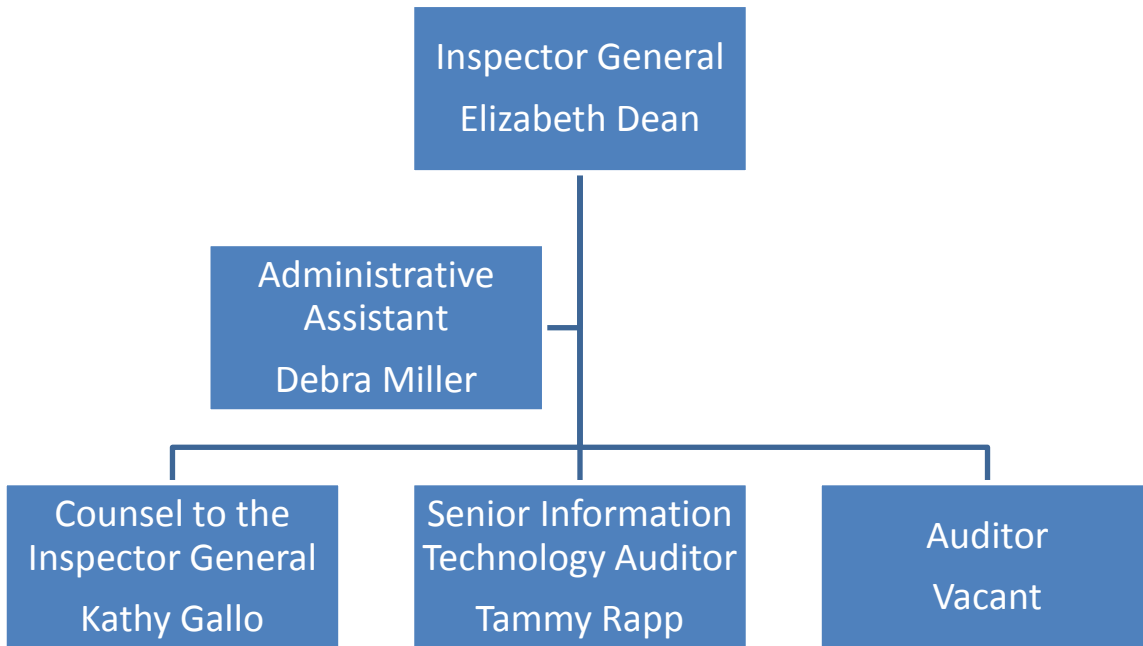 Inspector General
Elizabeth Dean
Administrative
Assistant
Debra Miller
Counsel to the
Inspector General
Kathy Gallo
Senior Information
Technology Auditor
Tammy Rapp
Auditor
Vacant